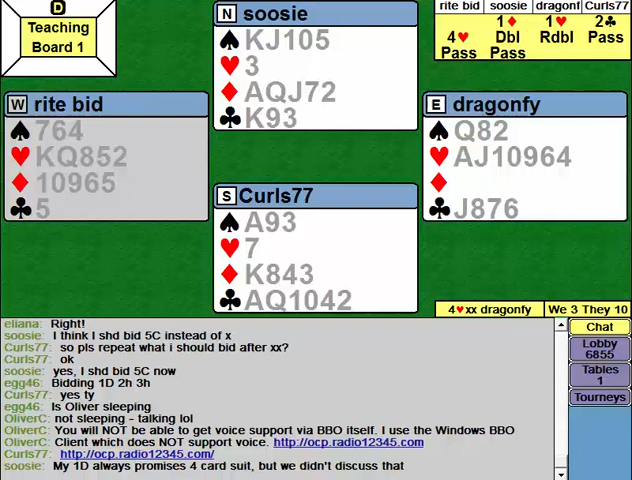 D
Teaching
Board 1
N soosie
♠ KJ105
♥ 3
♦ AQJ72
♣ K93
rite bid soosie dragonf Curls77
1♦ 1♥ 2♣
4♥ Dbl Rdbl Pass
Pass Pass
W rite bid
♠ 764
♥ KQ852
♦ 10965
♣ 5
E dragonfy
♠ Q82
♥ AJ10964
♦
♣ J876
S Curls77
♠ A93
♥ 7
♦ K843
♣ AQ1042
4♥xx dragonfy We 3 They 10
eliana: Right!
soosie: I think I shd bid 5C instead of x
Curls77: so pls repeat what i should bid after xx?
Curls77: ok
soosie: yes, I shd bid 5C now
egg46: Bidding 1D 2h 3h
Curls77: yes ty
egg46: Is Oliver sleeping
OliverC: not sleeping - talking lol
OliverC: You will NOT be able to get voice support via BBO itself. I use the Windows BBO
OliverC: Client which does NOT support voice. http://ocp.radio12345.com
Curls77: http://ocp.radio12345.com/
soosie: My 1D always promises 4 card suit, but we didn't discuss that
Chat
Lobby
6855
Tables
1
Tourneys